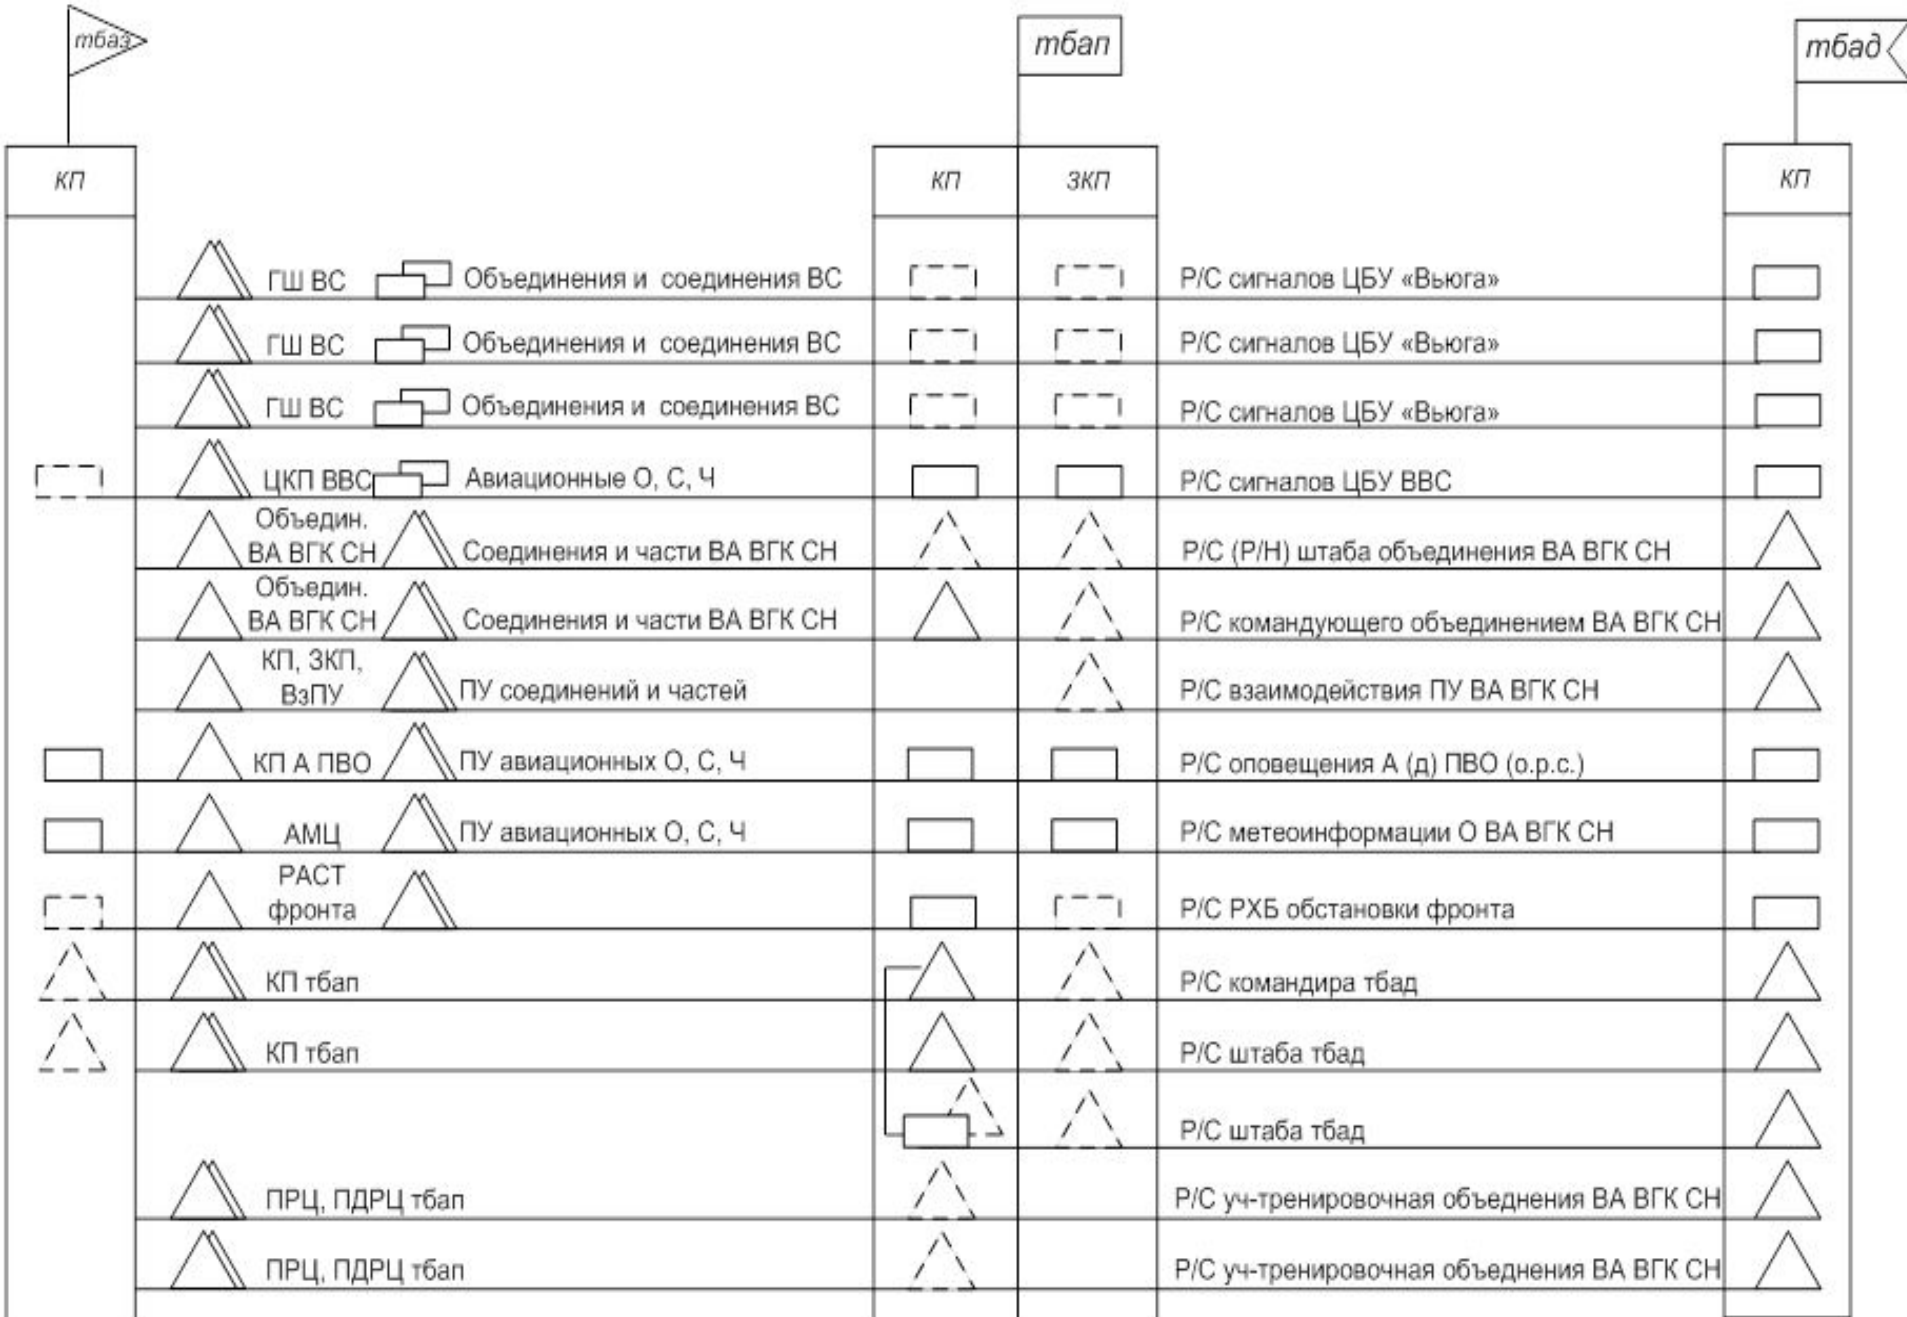 тбаэ
тбап
тбад
КП
КП
ЗКП
КП
ГШ ВС Объединения и соединения ВС Р/С сигналов ЦБУ «Вьюга»
ГШ ВС Объединения и соединения ВС Р/С сигналов ЦБУ «Вьюга»
ГШ ВС Объединения и соединения ВС Р/С сигналов ЦБУ «Вьюга»
ЦКП ВВС Авиационные О, С, Ч Р/С сигналов ЦБУ ВВС
Объедин.
ВА ВГК СН Соединения и части ВА ВГК СН Р/С (Р/Н) штаба объединения ВА ВГК СН
Объедин.
ВА ВГК СН Соединения и части ВА ВГК СН Р/С командующего объединением ВА ВГК СН
КП, ЗКП,
ВзПУ ПУ соединений и частей Р/С взаимодействия ПУ ВА ВГК СН
КП А ПВО ПУ авиационных О, С, Ч Р/С оповещения А (д) ПВО (о.р.с.)
АМЦ ПУ авиационных О, С, Ч Р/С метеоинформации О ВА ВГК СН
РАСТ
фронта Р/С РХБ обстановки фронта
КП тбап Р/С командира тбад
КП тбап Р/С штаба тбад
Р/С штаба тбад
ПРЦ, ПДРЦ тбап Р/С уч-тренировочная объеднения ВА ВГК СН
ПРЦ, ПДРЦ тбап Р/С уч-тренировочная объеднения ВА ВГК СН